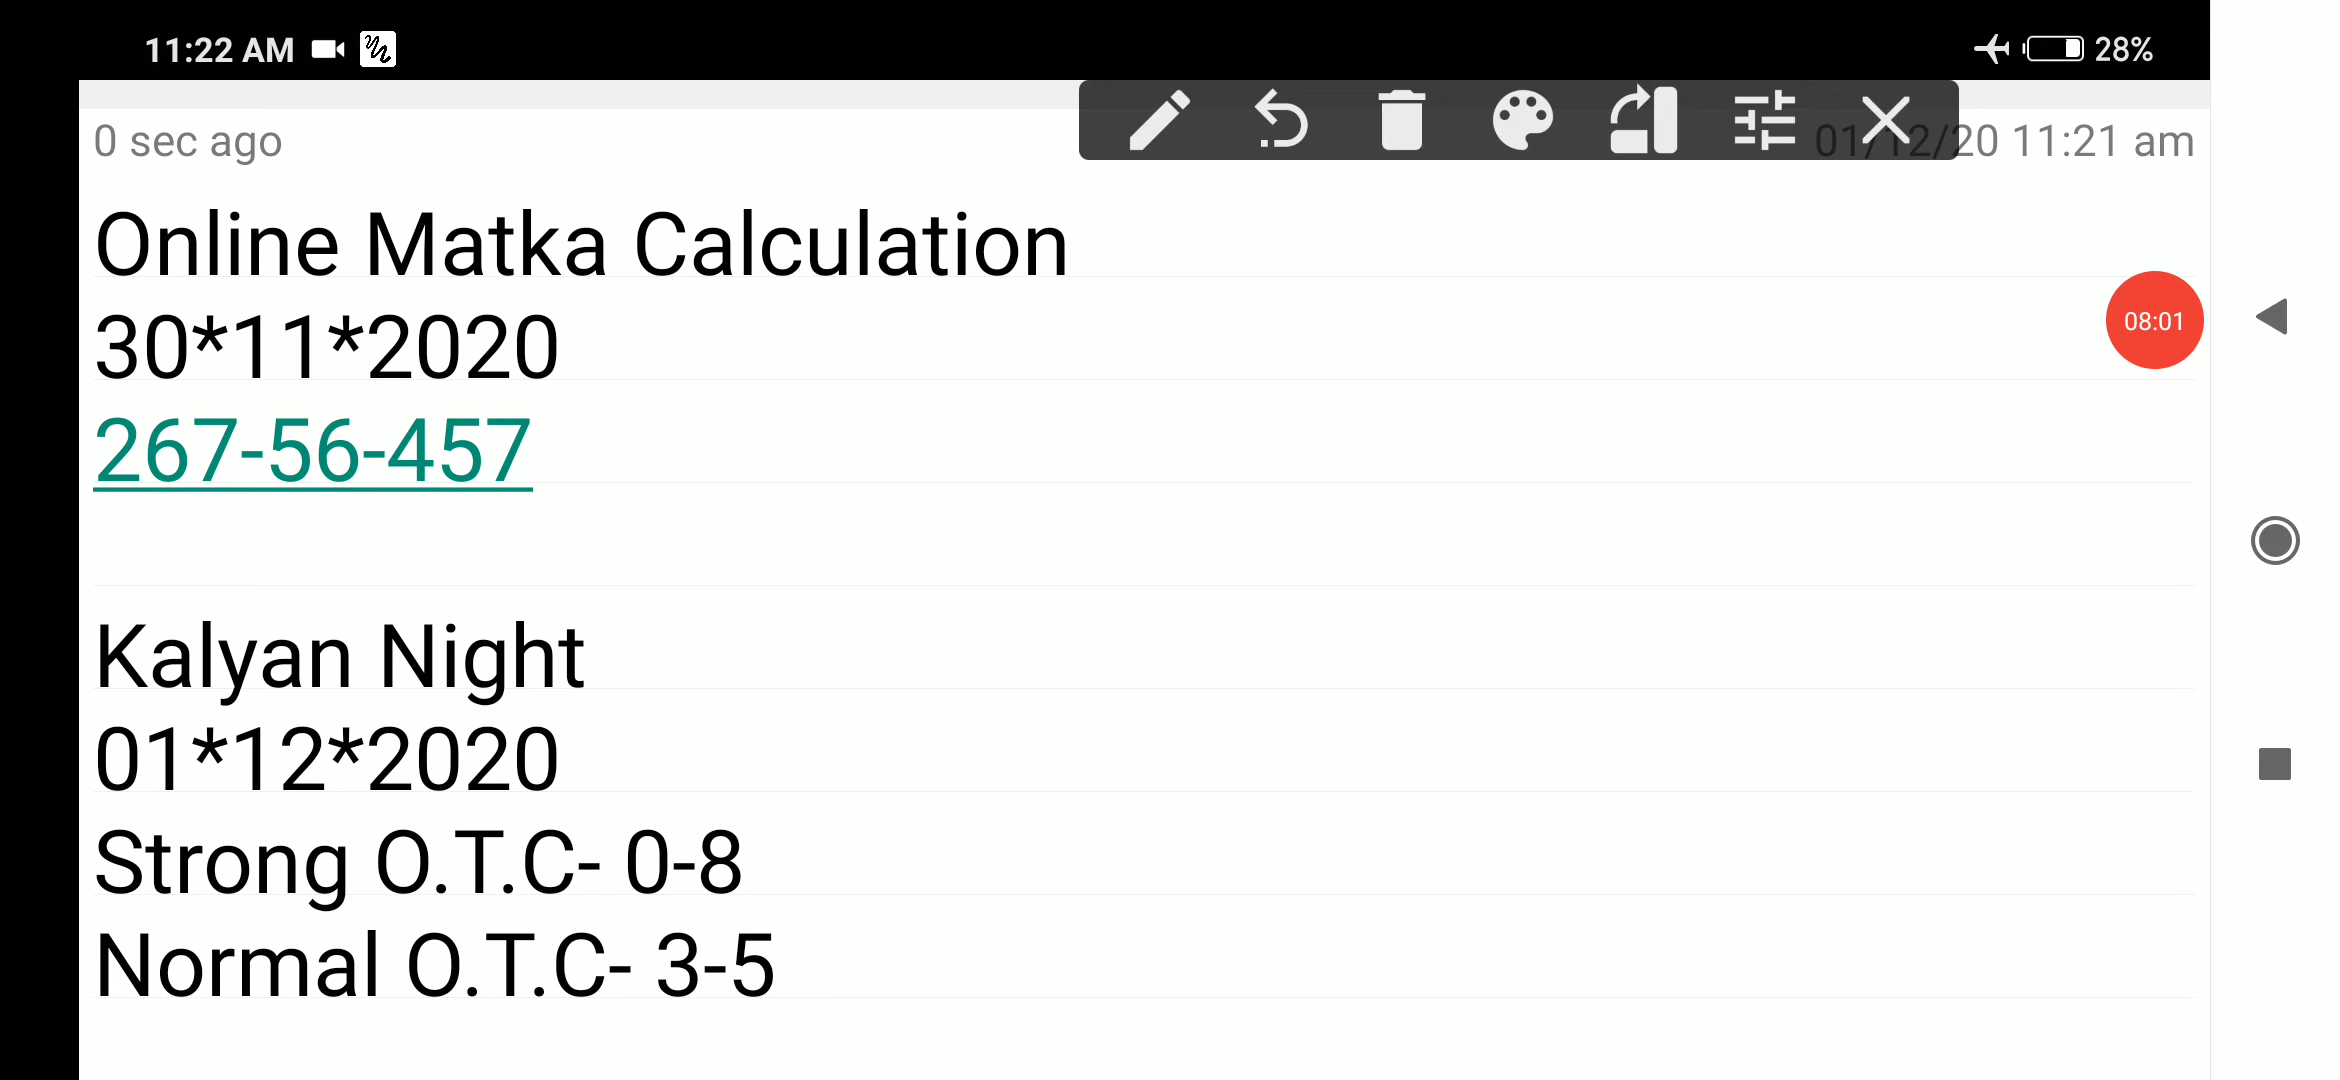 11:22 AM
28%
0 sec ago
01/12/20 11:21 am
Online Matka Calculation
30*11*2020
08:01
267-56-457
Kalyan Night
01*12*2020
Strong O.T.C- 0-8
Normal O.T.C- 3-5